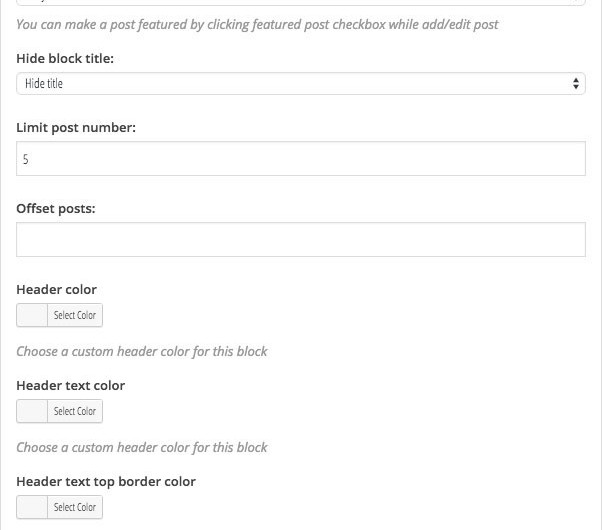 You can make a post featured by clicking featured post checkbox while add/edit post
Hide block title:
Hide title
Limit post number:
5
Offset posts:
Header color
Select Color
Choose a custom header color for this block
Header text color
Select Color
Choose a custom header color for this block
Header text top border color
Select Color